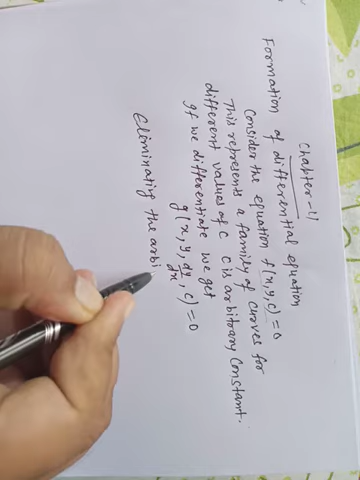 Chapter-4
Formation of differential equation
Consider the equation f(x,y,c)=0
This represents a family of curves for
different values of c c is arbitrary constant.
If we differentiate we get
g(x, y, dy/dx, c)=0
Eliminating the arbi